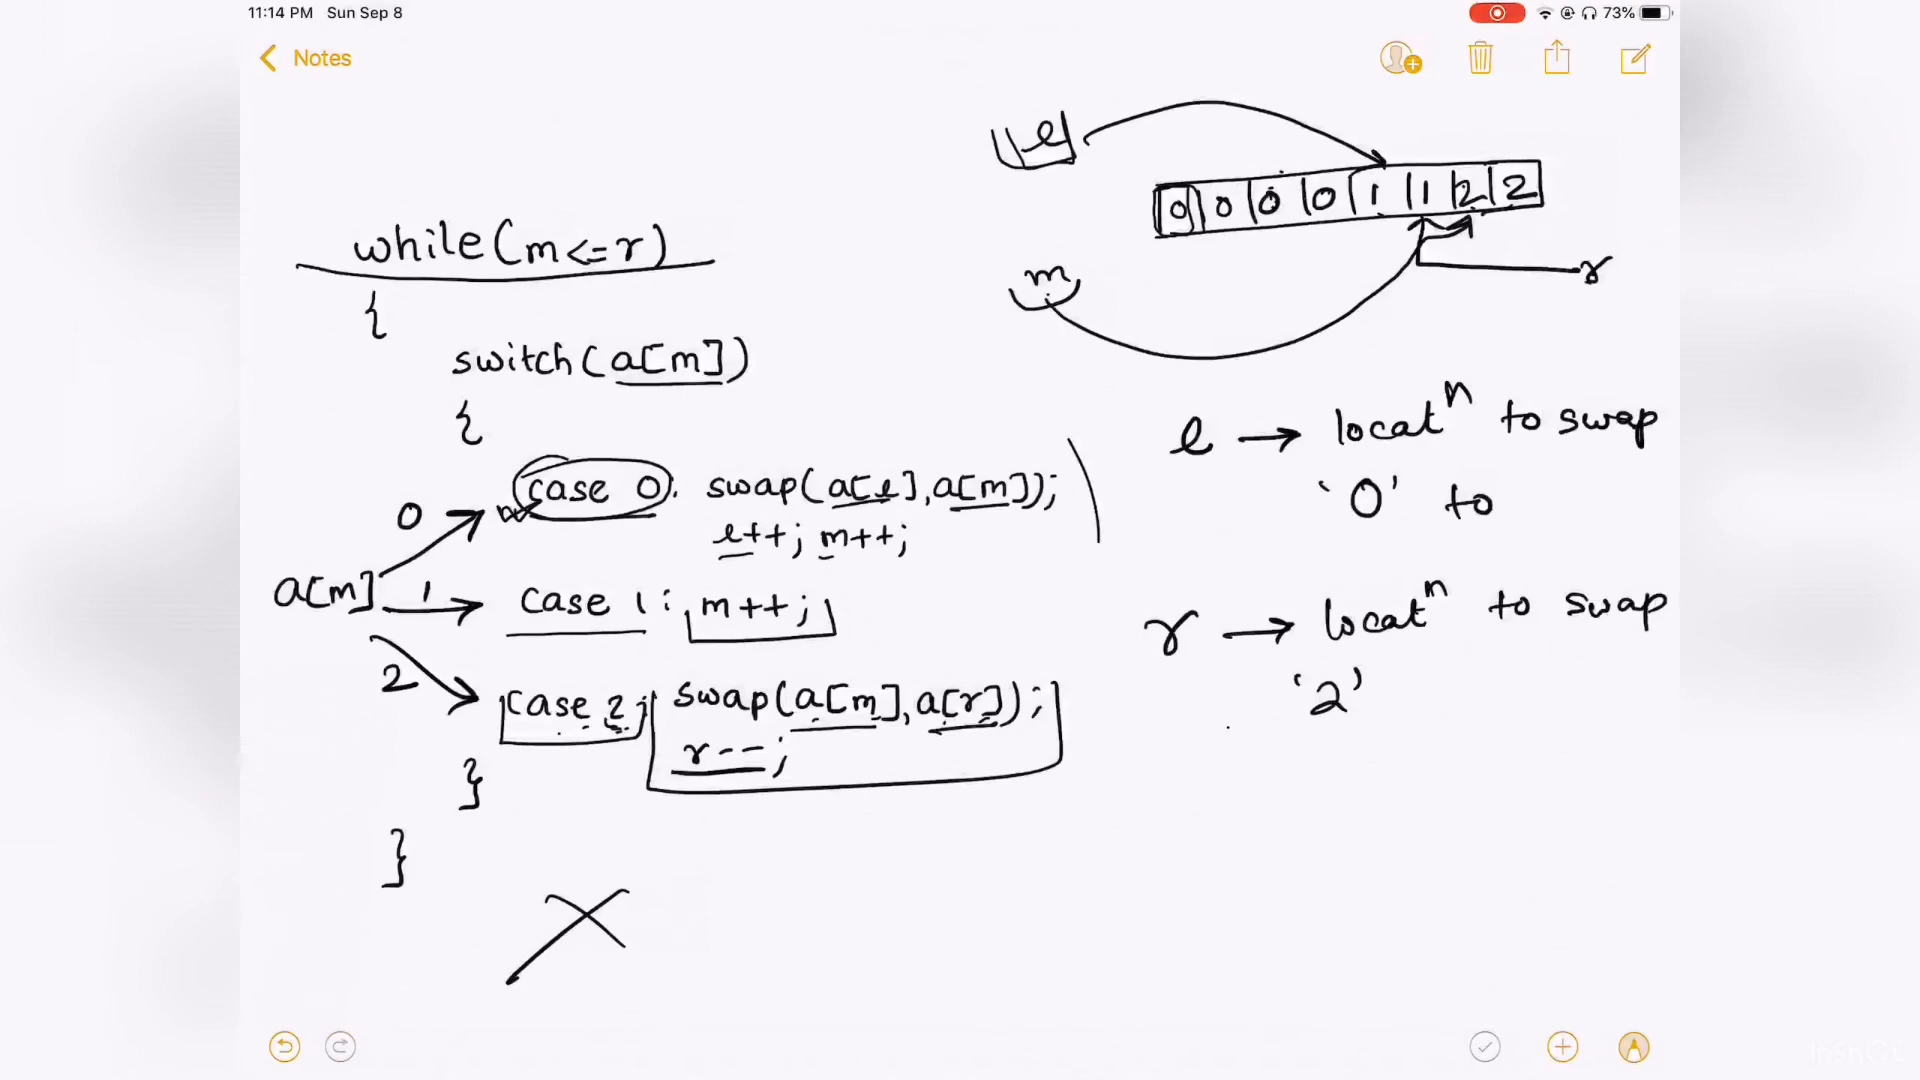 11:14 PM Sun Sep 8 73%
Notes
l
0 0 0 0 1 1 2 2
while(m<=r)
m
r
{
switch(a[m])
{
l → locatⁿ to swap
'0' to
0 case 0: swap(a[l],a[m]);
l++; m++;
a[m] 1 case 1: m++;
r → locatⁿ to swap
'2'
2 case 2: swap(a[m],a[r]);
r--;
}
}